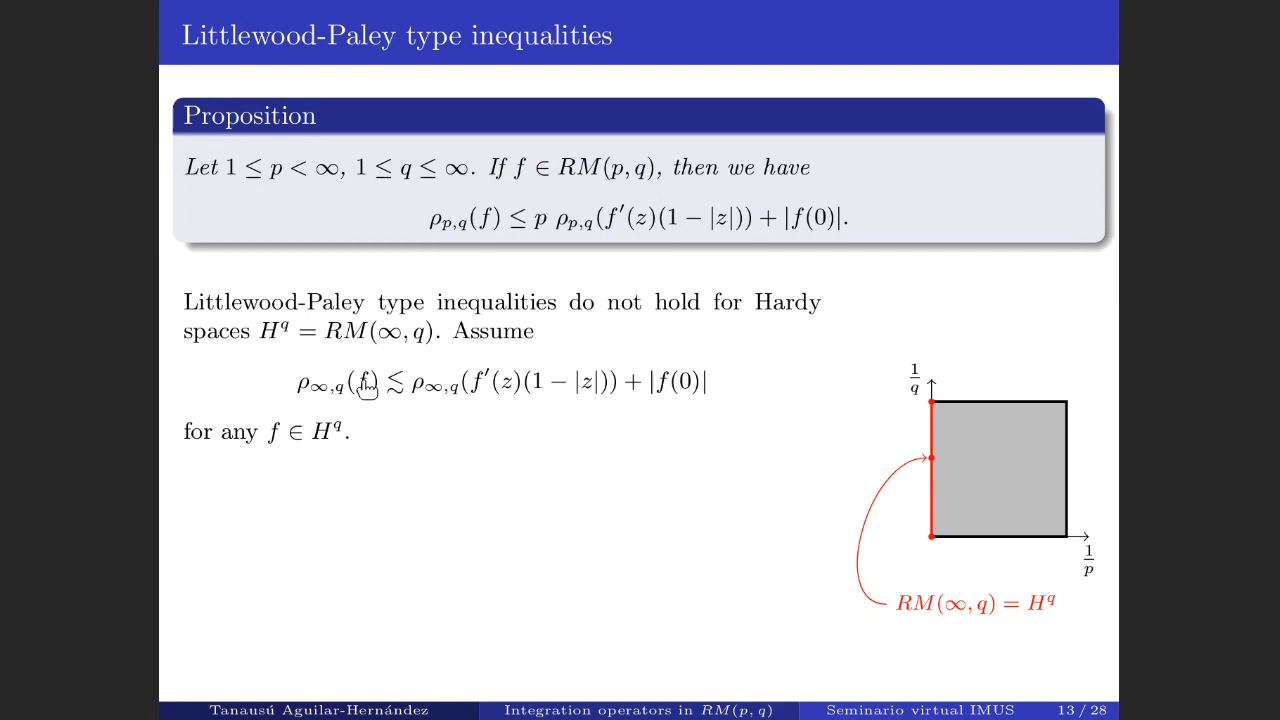 Littlewood-Paley type inequalities
Proposition
Let 1 ≤ p < ∞, 1 ≤ q ≤ ∞. If f ∈ RM(p, q), then we have
ρ_{p,q}(f) ≤ p ρ_{p,q}(f′(z)(1 − |z|)) + |f(0)|.
Littlewood-Paley type inequalities do not hold for Hardy
spaces H^q = RM(∞, q). Assume
ρ_{∞,q}(f) ≲ ρ_{∞,q}(f′(z)(1 − |z|)) + |f(0)|
for any f ∈ H^q.
1/q
1/p
RM(∞, q) = H^q
Tanausú Aguilar-Hernández Integration operators in RM(p, q) Seminario virtual IMUS 13 / 28